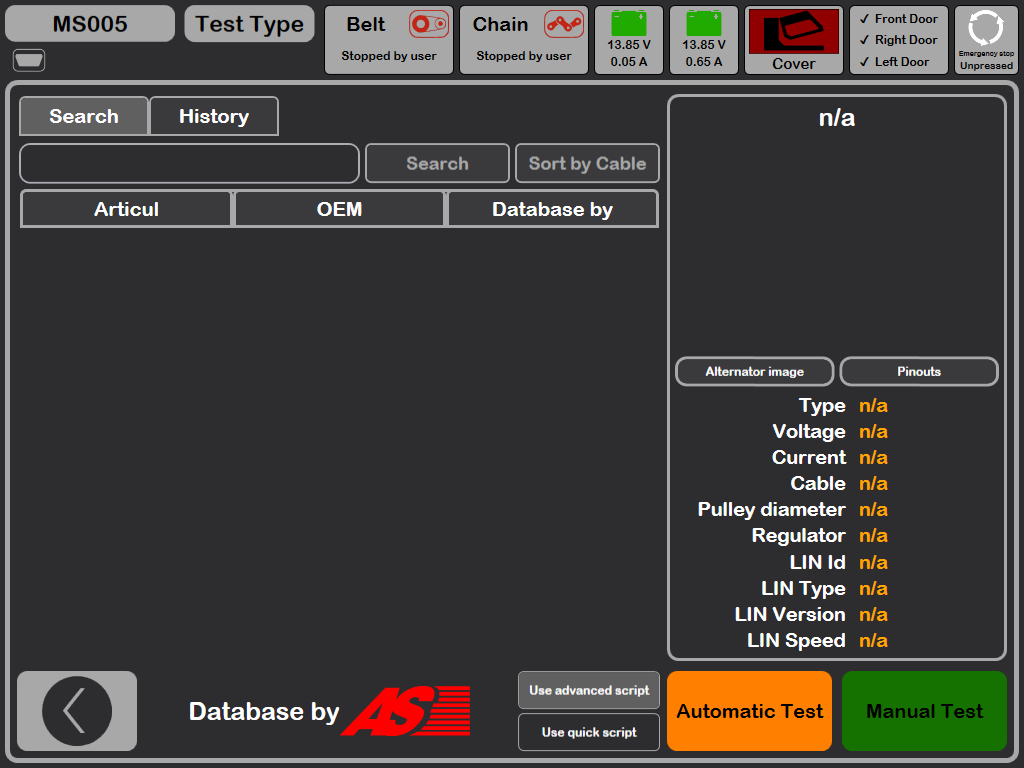 MS005
Test Type
Belt
Stopped by user
Chain
Stopped by user
13.85 V
0.05 A
13.85 V
0.65 A
Cover
✓ Front Door
✓ Right Door
✓ Left Door
Emergency stop
Unpressed
Search
History
Search
Sort by Cable
Articul
OEM
Database by
n/a
Alternator image
Pinouts
Type n/a
Voltage n/a
Current n/a
Cable n/a
Pulley diameter n/a
Regulator n/a
LIN Id n/a
LIN Type n/a
LIN Version n/a
LIN Speed n/a
Database by AS
Use advanced script
Use quick script
Automatic Test
Manual Test